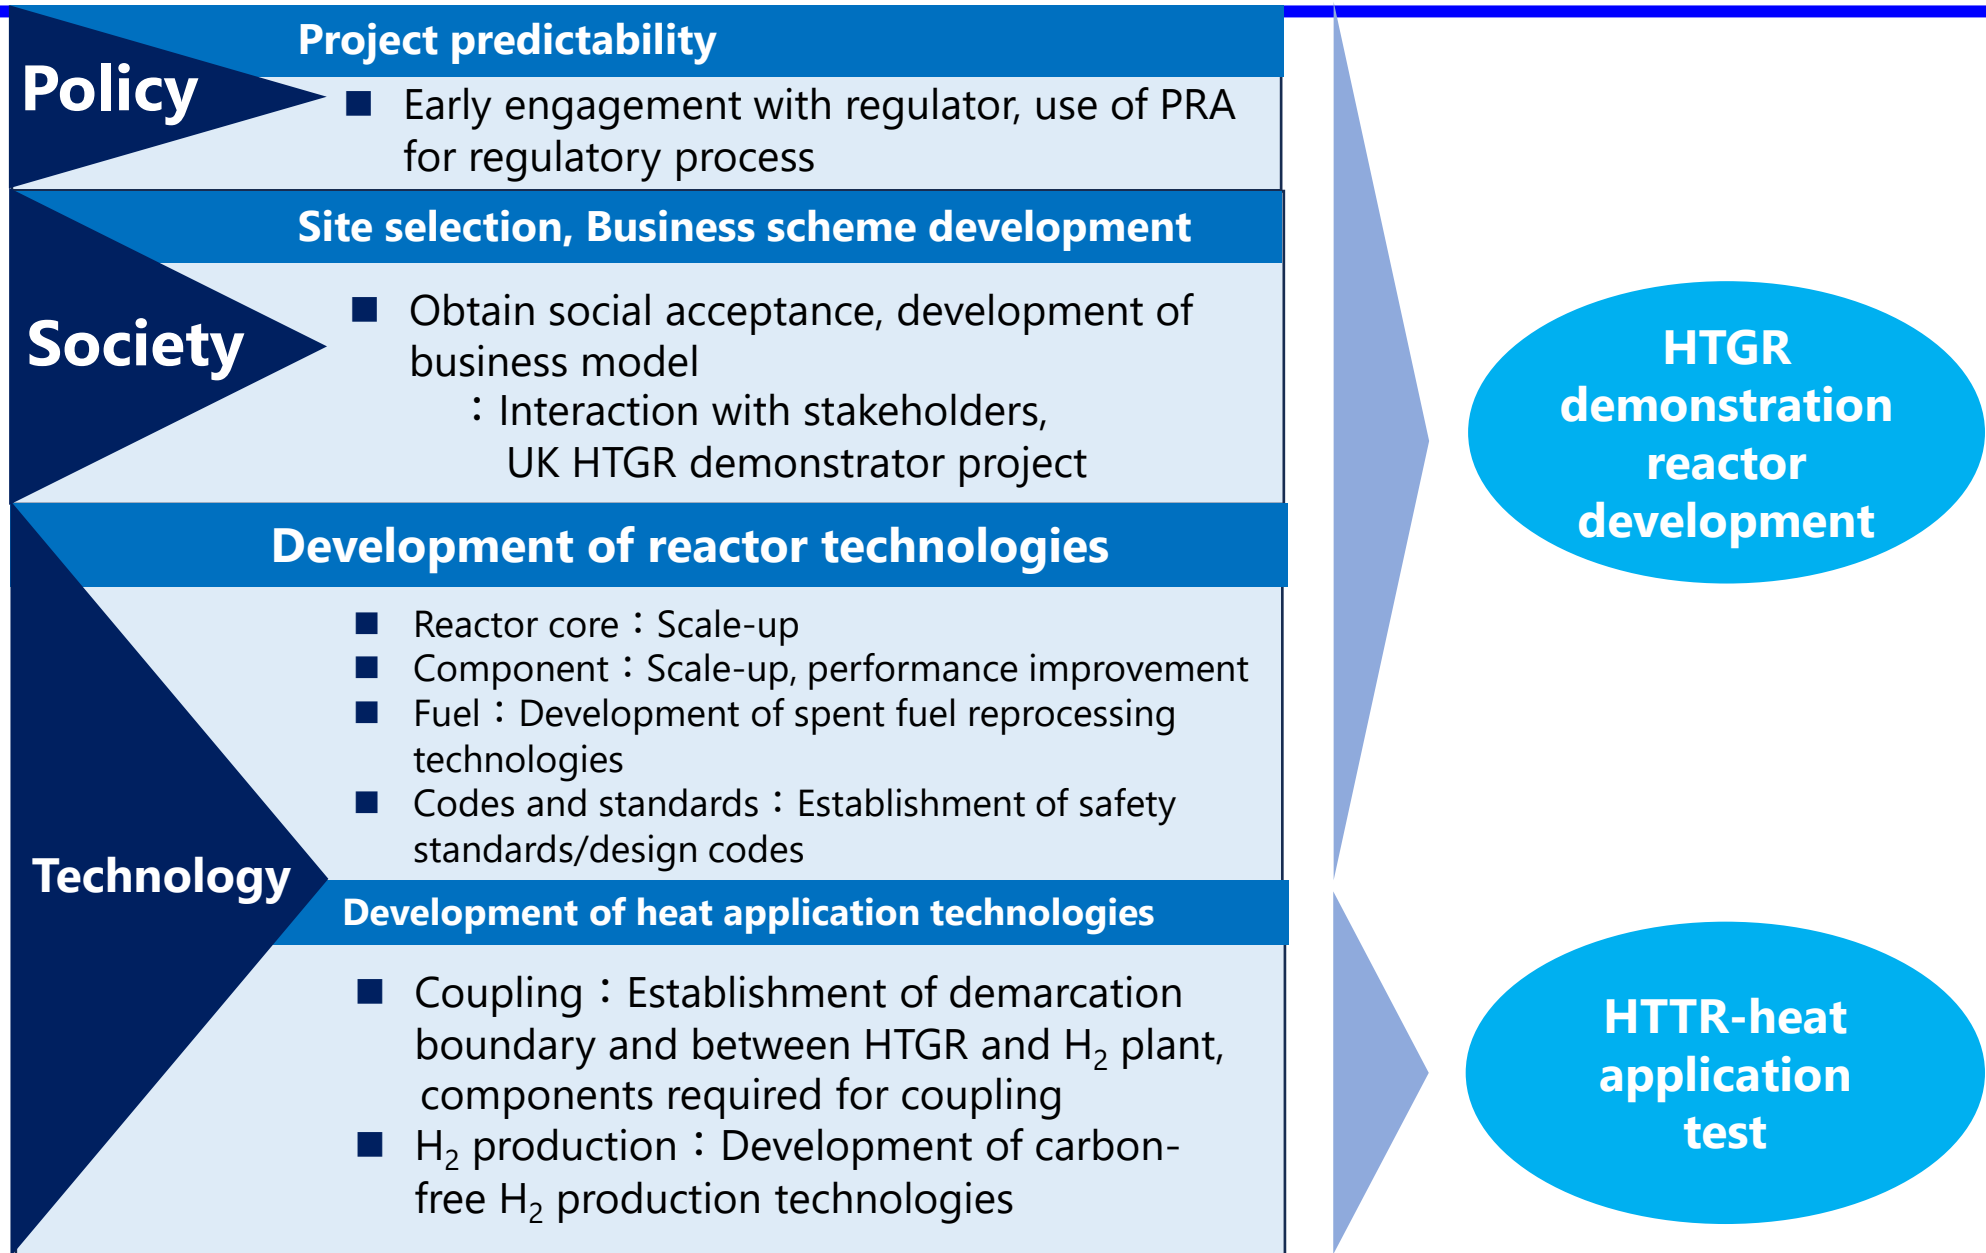 Policy
Project predictability
■ Early engagement with regulator, use of PRA
for regulatory process
Society
Site selection, Business scheme development
■ Obtain social acceptance, development of
business model
：Interaction with stakeholders,
UK HTGR demonstrator project
Technology
Development of reactor technologies
■ Reactor core：Scale-up
■ Component：Scale-up, performance improvement
■ Fuel：Development of spent fuel reprocessing
technologies
■ Codes and standards：Establishment of safety
standards/design codes
Development of heat application technologies
■ Coupling：Establishment of demarcation
boundary and between HTGR and H₂ plant,
components required for coupling
■ H₂ production：Development of carbon-
free H₂ production technologies
HTGR
demonstration
reactor
development
HTTR-heat
application
test